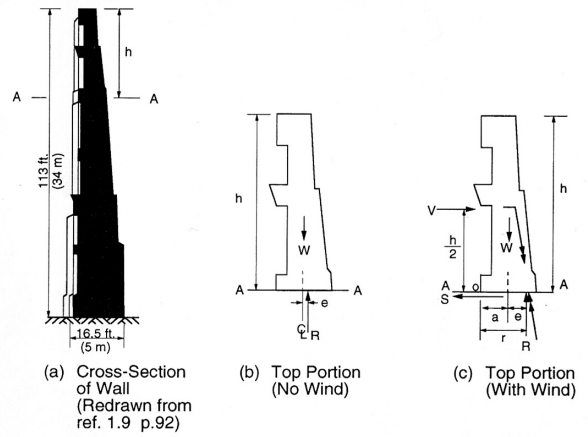 h
A
A
113 ft.
(34 m)
16.5 ft.
(5 m)
(a) Cross-Section
of Wall
(Redrawn from
ref. 1.9 p.92)
h
W
A
A
e
℄
R
(b) Top Portion
(No Wind)
V
h
2
h
W
A
O
A
S
a
e
r
R
(c) Top Portion
(With Wind)